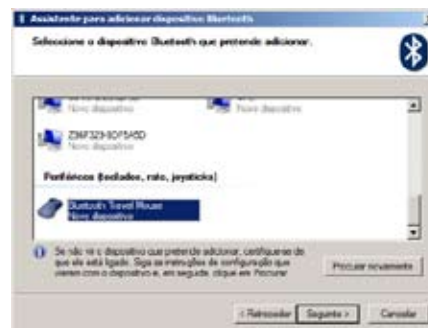 Assistente para adicionar dispositivo Bluetooth
Seleccione o dispositivo Bluetooth que pretende adicionar.
Novo dispositivo
Novo dispositivo
Novo dispositivo
Periféricos (teclados, rato, joysticks)
Bluetooth Travel Mouse
Novo dispositivo
Se não vir o dispositivo que pretende adicionar, certifique-se de
que ele está ligado. Siga as instruções de configuração que
vieram com o dispositivo e, em seguida, clique em Procurar
Procurar novamente
< Retroceder
Seguinte >
Cancelar